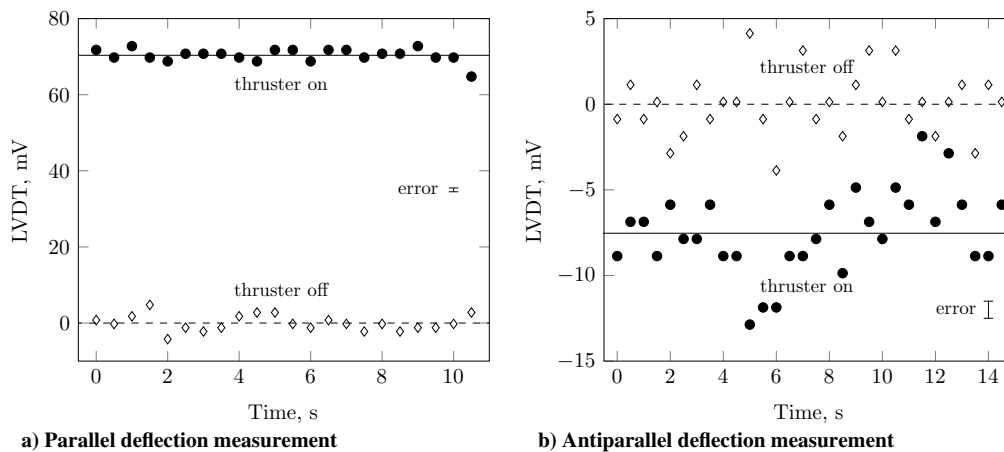 80
60
40
20
0
LVDT, mV
thruster on
error
thruster off
0 2 4 6 8 10
Time, s
a) Parallel deflection measurement
5
0
−5
−10
−15
LVDT, mV
thruster off
thruster on
error
0 2 4 6 8 10 12 14
Time, s
b) Antiparallel deflection measurement